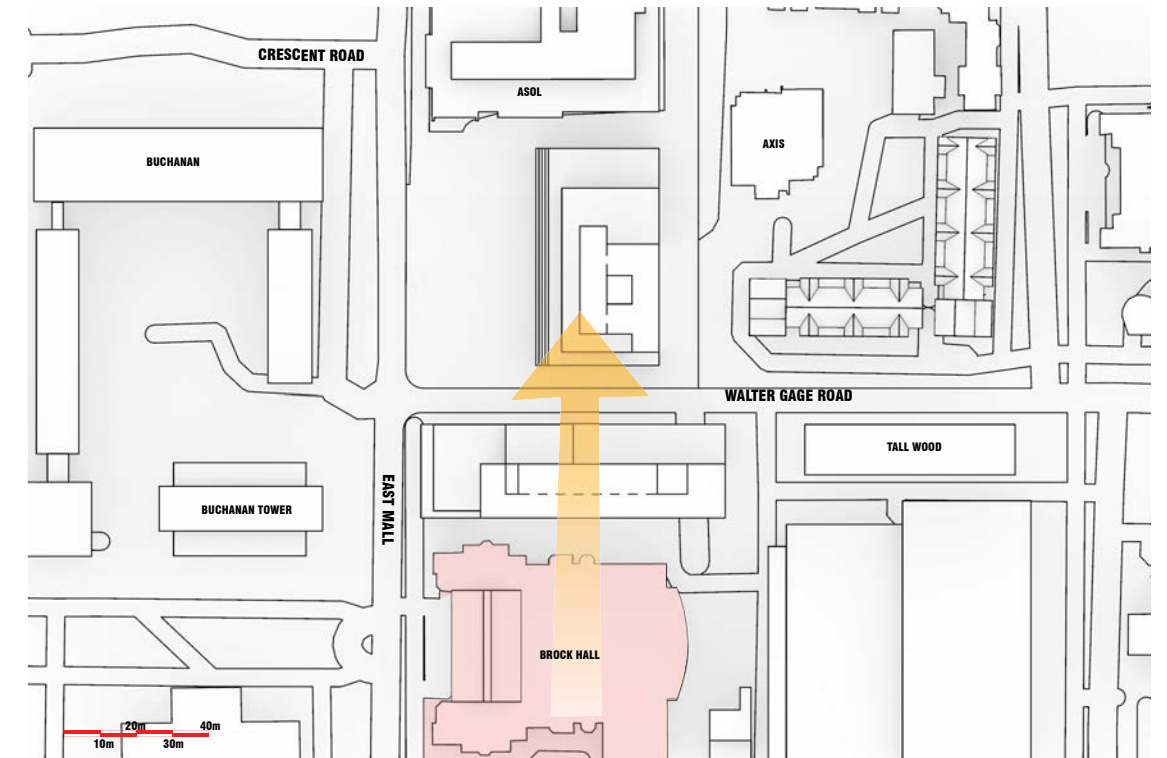 CRESCENT ROAD
ASOL
BUCHANAN
AXIS
WALTER GAGE ROAD
TALL WOOD
EAST MALL
BUCHANAN TOWER
BROCK HALL
20m 40m
10m 30m